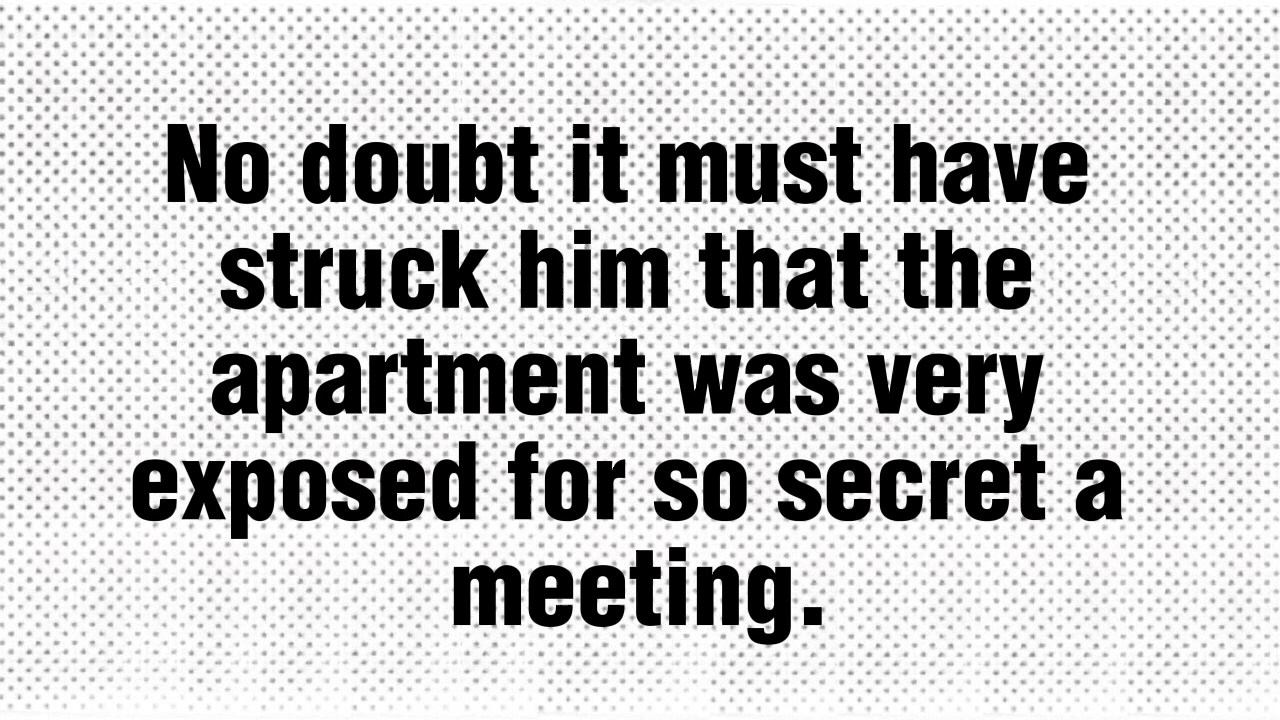 No doubt it must have
struck him that the
apartment was very
exposed for so secret a
meeting.